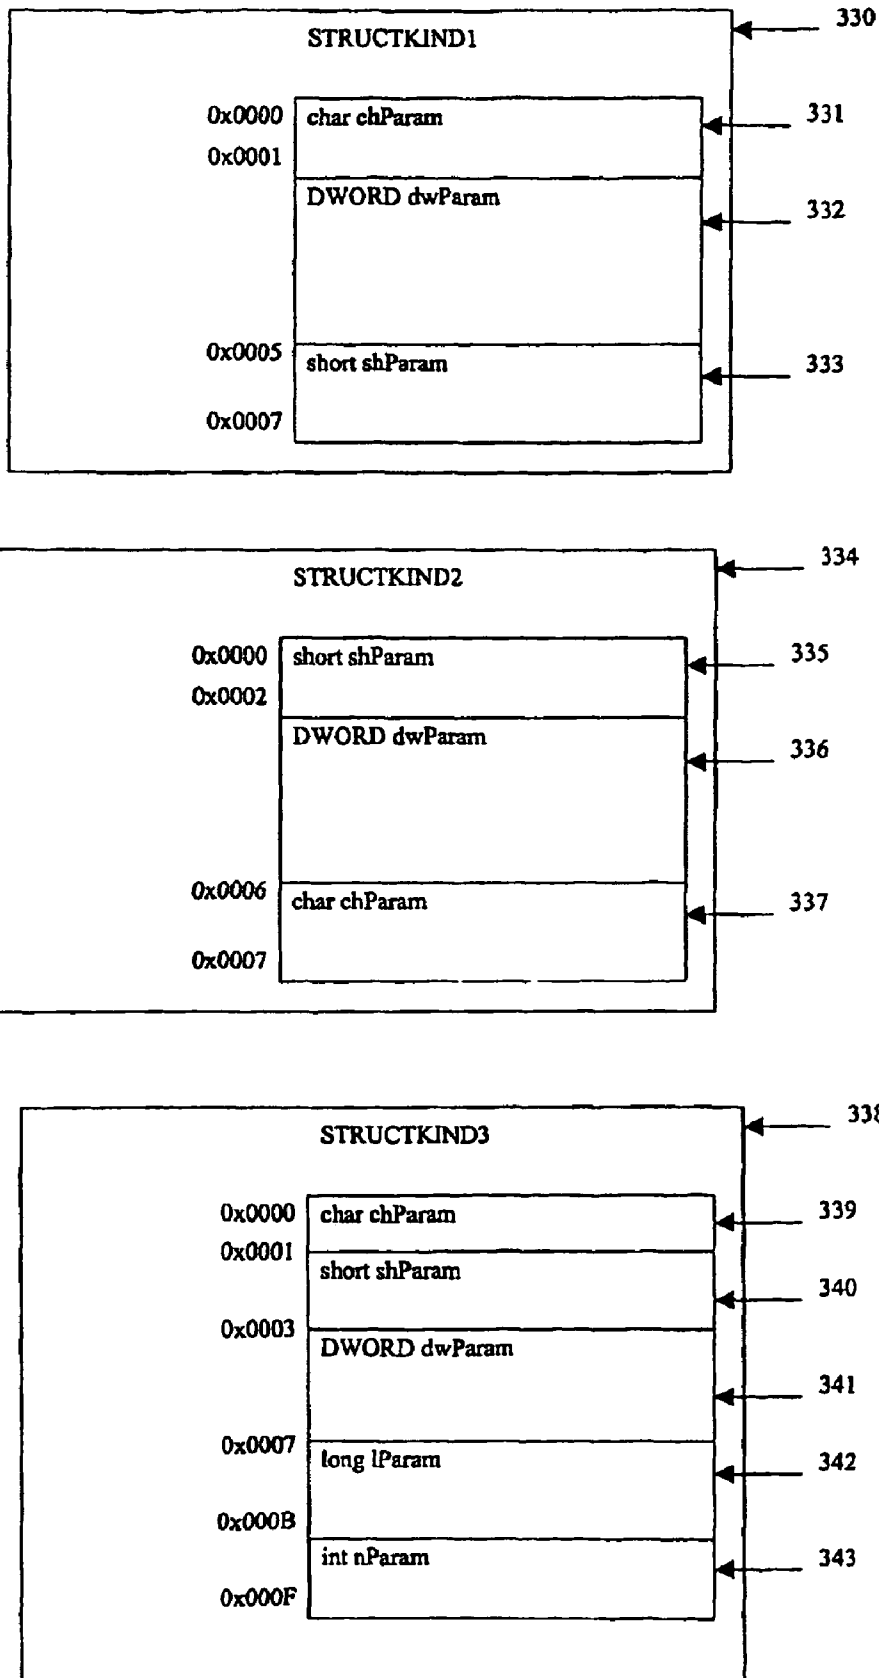 330
STRUCTKIND1
0x0000 char chParam 331
0x0001
DWORD dwParam 332
0x0005
short shParam 333
0x0007
334
STRUCTKIND2
0x0000 short shParam 335
0x0002
DWORD dwParam 336
0x0006
char chParam 337
0x0007
338
STRUCTKIND3
0x0000 char chParam 339
0x0001
short shParam 340
0x0003
DWORD dwParam
341
0x0007
long lParam 342
0x000B
int nParam 343
0x000F